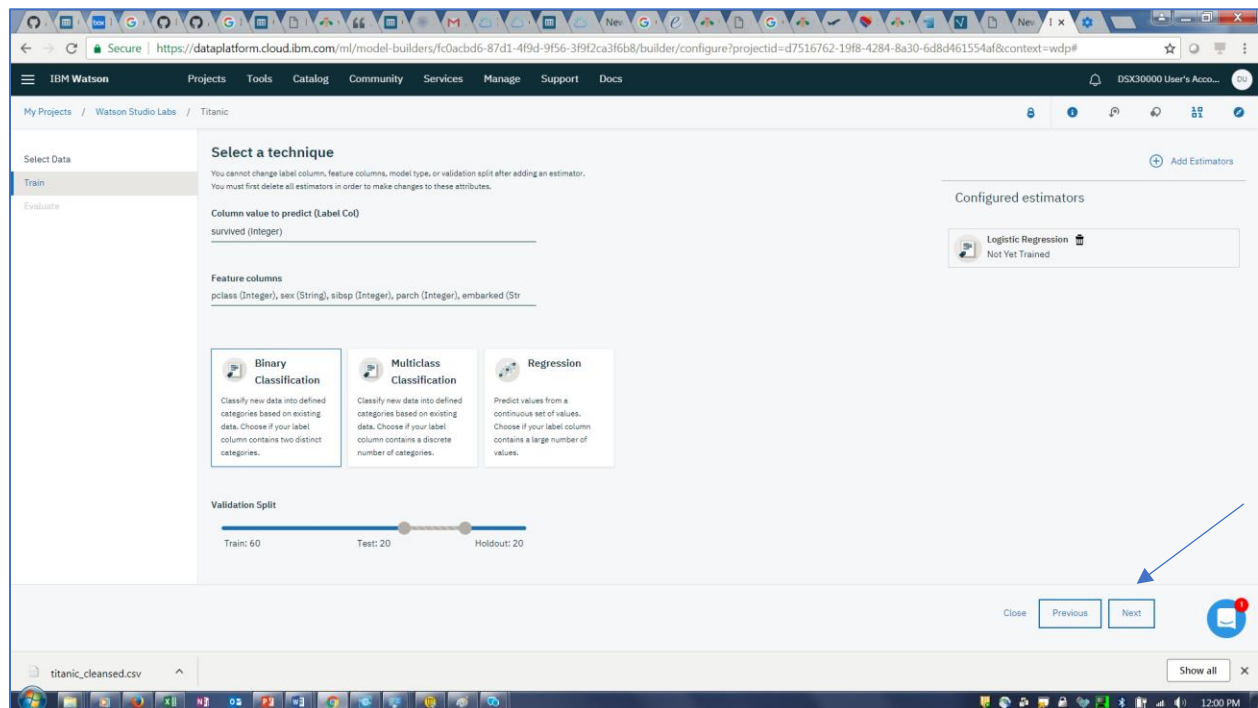 New
New
I ×
Secure
https://dataplatform.cloud.ibm.com/ml/model-builders/fc0acbd6-87d1-4f9d-9f56-3f9f2ca3f6b8/builder/configure?projectid=d7516762-19f8-4284-8a30-6d8d461554af&context=wdp#
IBM Watson Projects Tools Catalog Community Services Manage Support Docs DSX30000 User's Acco... DU
My Projects / Watson Studio Labs / Titanic
Select Data
Train
Evaluate
Select a technique
You cannot change label column, feature columns, model type, or validation split after adding an estimator.
You must first delete all estimators in order to make changes to these attributes.
Column value to predict (Label Col)
survived (Integer)
Feature columns
pclass (Integer), sex (String), sibsp (Integer), parch (Integer), embarked (Str
Binary
Classification
Classify new data into defined
categories based on existing
data. Choose if your label
column contains two distinct
categories.
Multiclass
Classification
Classify new data into defined
categories based on existing
data. Choose if your label
column contains a discrete
number of categories.
Regression
Predict values from a
continuous set of values.
Choose if your label column
contains a large number of
values.
Validation Split
Train: 60 Test: 20 Holdout: 20
Add Estimators
Configured estimators
Logistic Regression
Not Yet Trained
Close Previous Next
1
titanic_cleansed.csv
Show all
12:00 PM